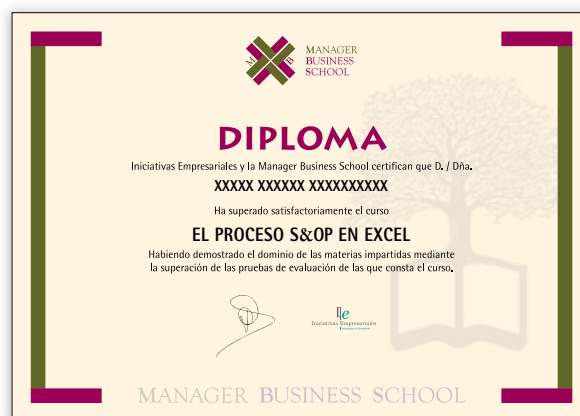 M B
MANAGER
BUSINESS
SCHOOL
DIPLOMA
Iniciativas Empresariales y la Manager Business School certifican que D. / Dña.
XXXXX XXXXXX XXXXXXXXXX
Ha superado satisfactoriamente el curso
EL PROCESO S&OP EN EXCEL
Habiendo demostrado el dominio de las materias impartidas mediante
la superación de las pruebas de evaluación de las que consta el curso.
Ie
Iniciativas Empresariales
MANAGER BUSINESS SCHOOL